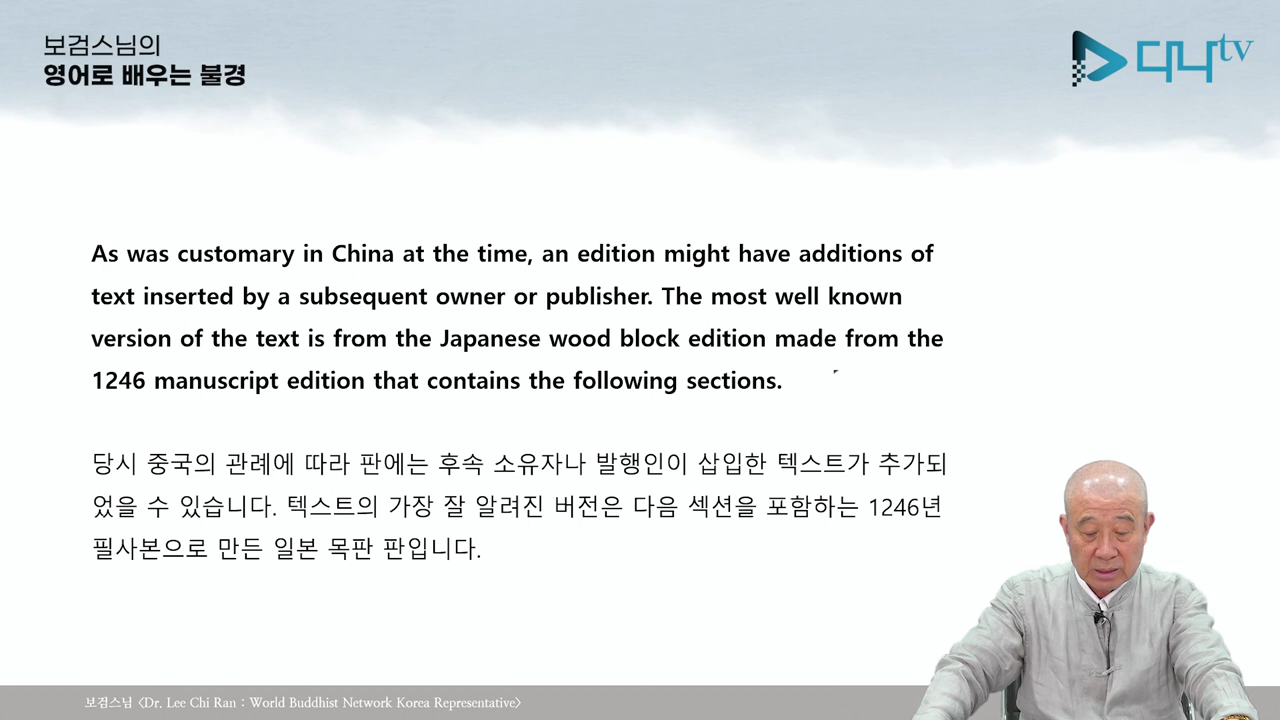 보검스님의
영어로 배우는 불경
다나tv
As was customary in China at the time, an edition might have additions of
text inserted by a subsequent owner or publisher. The most well known
version of the text is from the Japanese wood block edition made from the
1246 manuscript edition that contains the following sections.
당시 중국의 관례에 따라 판에는 후속 소유자나 발행인이 삽입한 텍스트가 추가되
었을 수 있습니다. 텍스트의 가장 잘 알려진 버전은 다음 섹션을 포함하는 1246년
필사본으로 만든 일본 목판 판입니다.
보검스님 <Dr. Lee Chi Ran : World Buddhist Network Korea Representative>